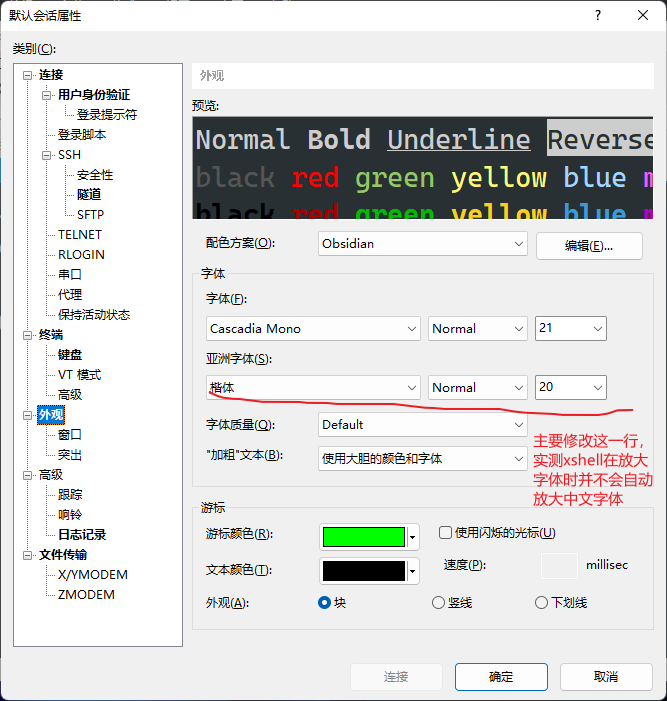 默认会话属性
类别(C):
连接
用户身份验证
登录提示符
登录脚本
SSH
安全性
隧道
SFTP
TELNET
RLOGIN
串口
代理
保持活动状态
终端
键盘
VT 模式
高级
外观
窗口
突出
高级
跟踪
响铃
日志记录
文件传输
X/YMODEM
ZMODEM
外观
预览:
Normal Bold Underline Reverse
black red green yellow blue m
black red green yellow blue m
配色方案(O): Obsidian 编辑(E)...
字体
字体(F):
Cascadia Mono Normal 21
亚洲字体(S):
楷体 Normal 20
字体质量(Q): Default
"加粗"文本(B): 使用大胆的颜色和字体
主要修改这一行,
实测xshell在放大
字体时并不会自动
放大中文字体
游标
游标颜色(R): 使用闪烁的光标(U)
文本颜色(T): 速度(P): millisec
外观(A): 块 竖线 下划线
连接 确定 取消